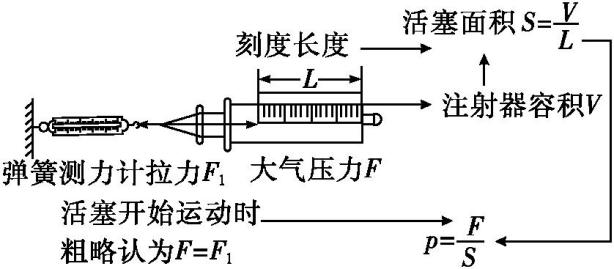 活塞面积 S=V/L
刻度长度
L
注射器容积V
弹簧测力计拉力F₁
大气压力F
活塞开始运动时
粗略认为F=F₁
p=F/S